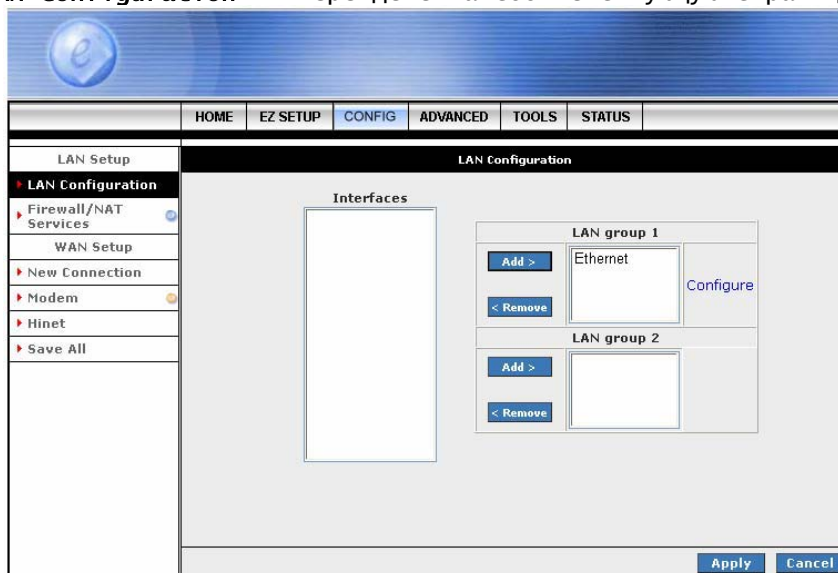 Configuration
HOME EZ SETUP CONFIG ADVANCED TOOLS STATUS
LAN Setup
LAN Configuration
Firewall/NAT
Services
WAN Setup
New Connection
Modem
Hinet
Save All
LAN Configuration
Interfaces
LAN group 1
Add >
Ethernet
Configure
< Remove
LAN group 2
Add >
< Remove
Apply Cancel